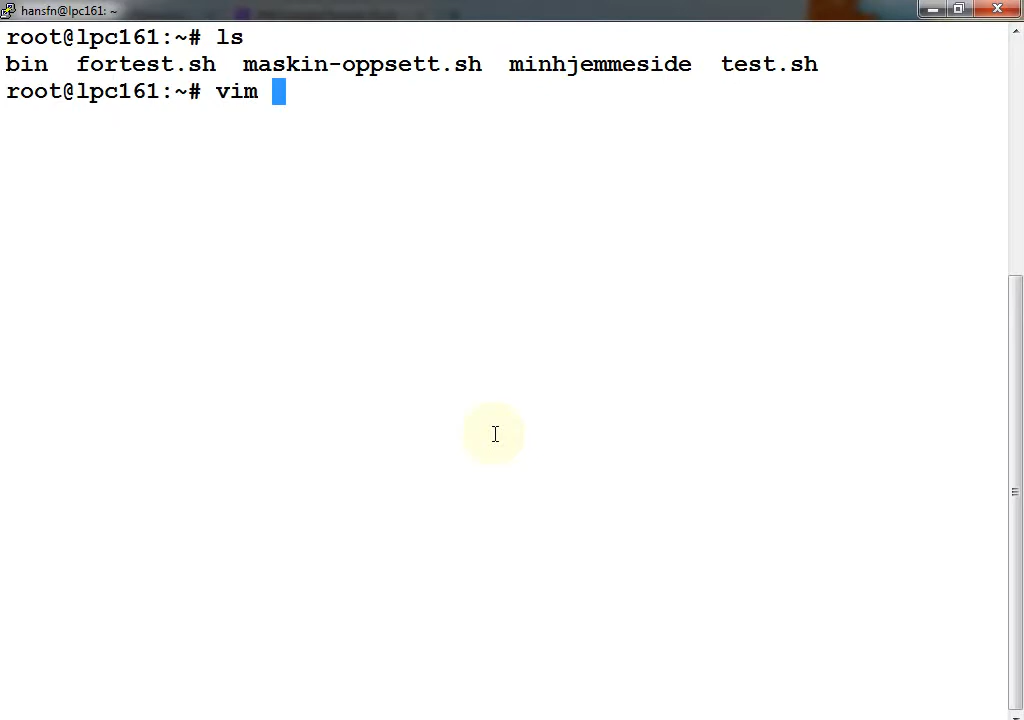 hansfn@lpc161: ~
root@lpc161:~# ls
bin  fortest.sh  maskin-oppsett.sh  minhjemmeside  test.sh
root@lpc161:~# vim